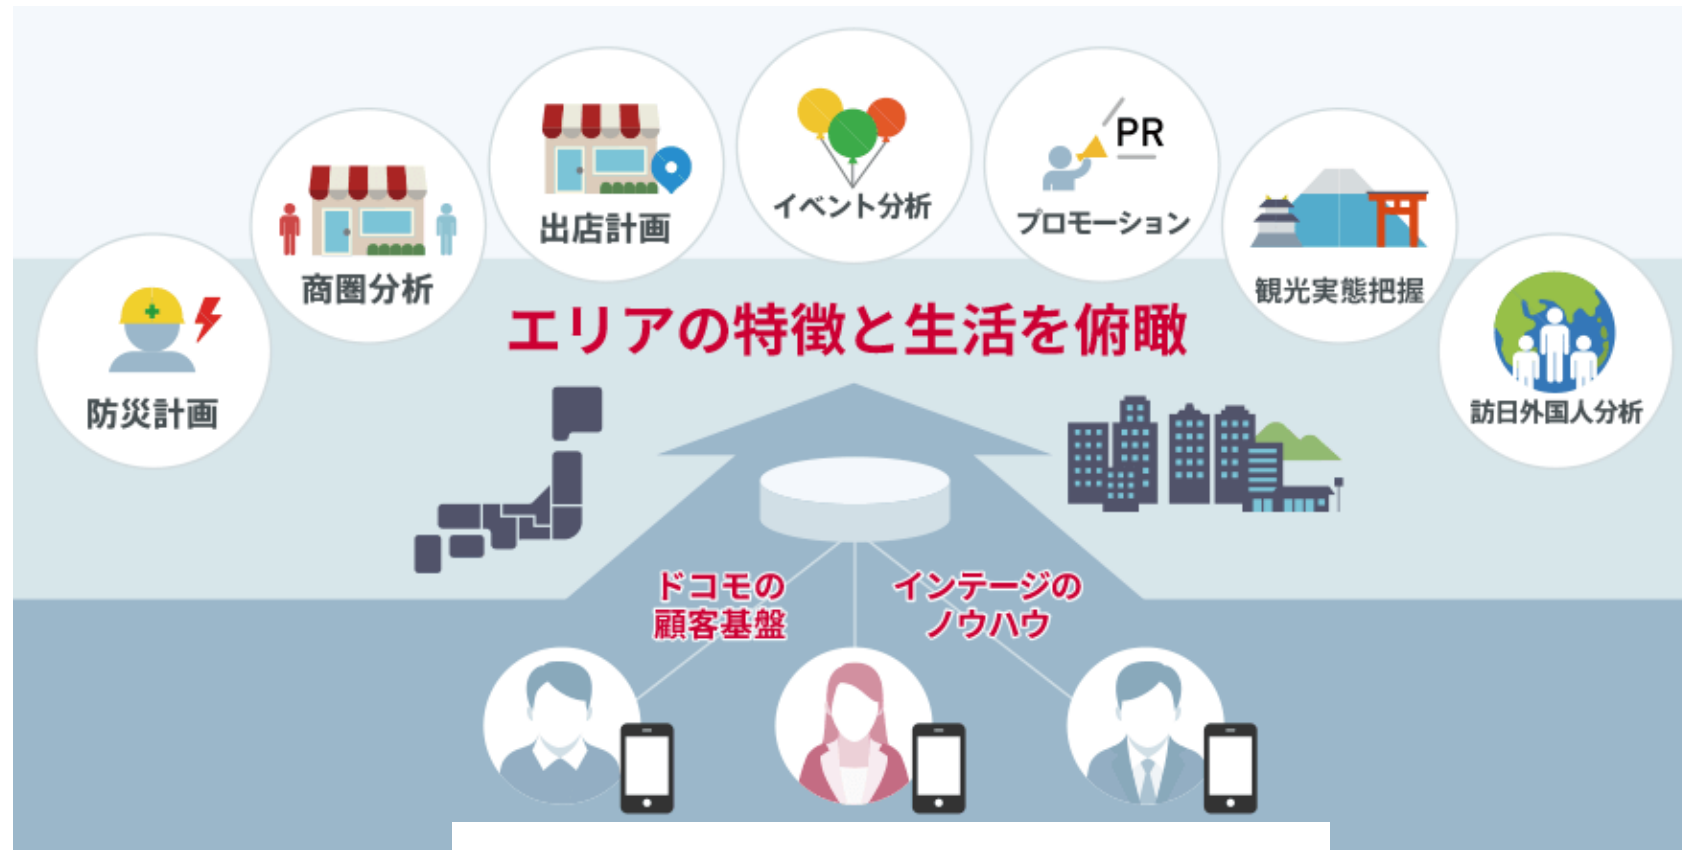 防災計画
商圏分析
出店計画
イベント分析
PR
プロモーション
観光実態把握
訪日外国人分析
エリアの特徴と生活を俯瞰
ドコモの
顧客基盤
インテージの
ノウハウ